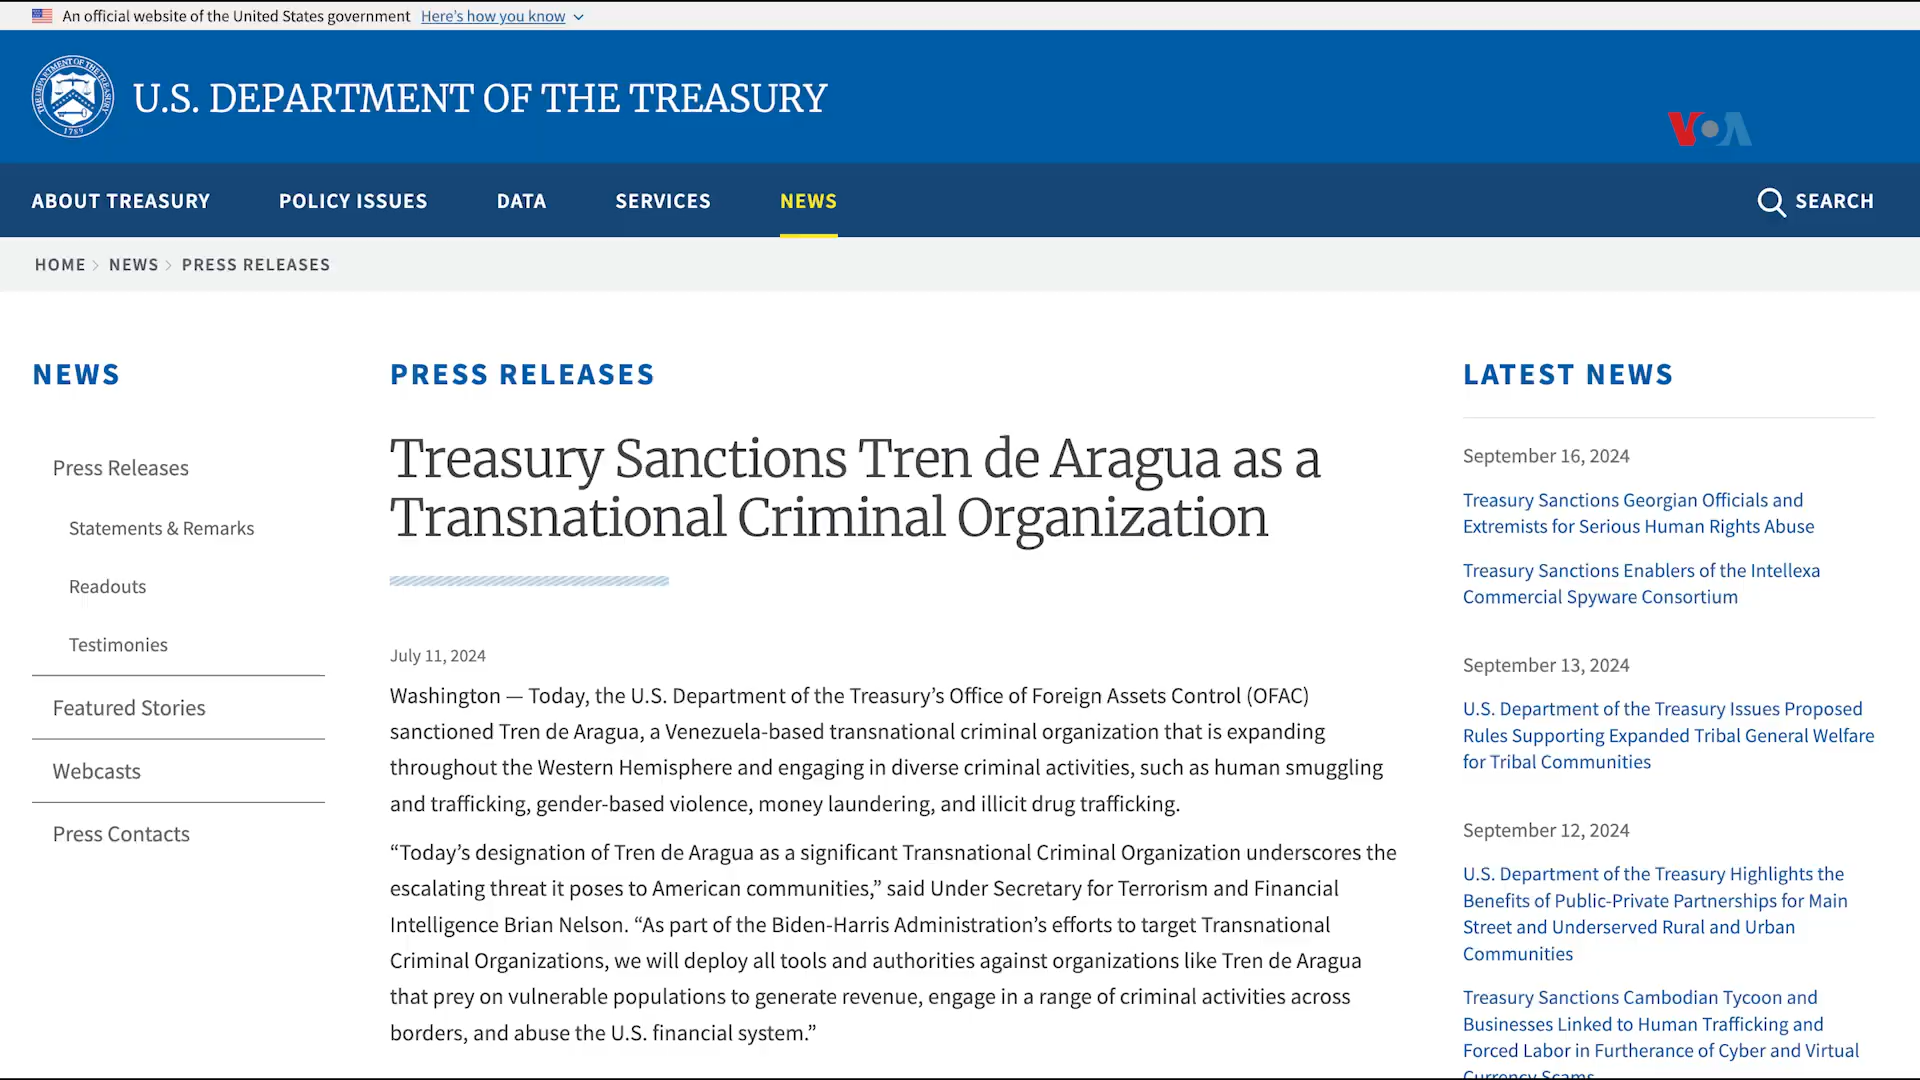 An official website of the United States government Here's how you know
THE DEPARTMENT OF THE TREASURY
1789
U.S. DEPARTMENT OF THE TREASURY
VOA
ABOUT TREASURY POLICY ISSUES DATA SERVICES NEWS SEARCH
HOME NEWS PRESS RELEASES
NEWS
Press Releases
Statements & Remarks
Readouts
Testimonies
Featured Stories
Webcasts
Press Contacts
PRESS RELEASES
Treasury Sanctions Tren de Aragua as a
Transnational Criminal Organization
July 11, 2024
Washington — Today, the U.S. Department of the Treasury’s Office of Foreign Assets Control (OFAC)
sanctioned Tren de Aragua, a Venezuela-based transnational criminal organization that is expanding
throughout the Western Hemisphere and engaging in diverse criminal activities, such as human smuggling
and trafficking, gender-based violence, money laundering, and illicit drug trafficking.
“Today’s designation of Tren de Aragua as a significant Transnational Criminal Organization underscores the
escalating threat it poses to American communities,” said Under Secretary for Terrorism and Financial
Intelligence Brian Nelson. “As part of the Biden-Harris Administration’s efforts to target Transnational
Criminal Organizations, we will deploy all tools and authorities against organizations like Tren de Aragua
that prey on vulnerable populations to generate revenue, engage in a range of criminal activities across
borders, and abuse the U.S. financial system.”
LATEST NEWS
September 16, 2024
Treasury Sanctions Georgian Officials and
Extremists for Serious Human Rights Abuse
Treasury Sanctions Enablers of the Intellexa
Commercial Spyware Consortium
September 13, 2024
U.S. Department of the Treasury Issues Proposed
Rules Supporting Expanded Tribal General Welfare
for Tribal Communities
September 12, 2024
U.S. Department of the Treasury Highlights the
Benefits of Public-Private Partnerships for Main
Street and Underserved Rural and Urban
Communities
Treasury Sanctions Cambodian Tycoon and
Businesses Linked to Human Trafficking and
Forced Labor in Furtherance of Cyber and Virtual
Currency Scams